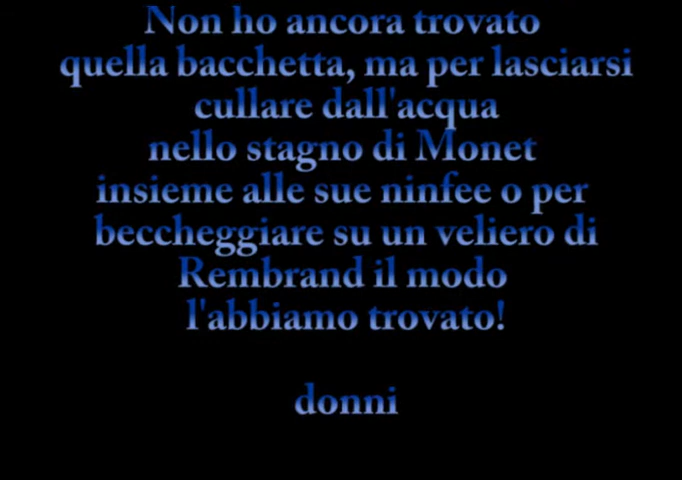 Non ho ancora trovato
quella bacchetta, ma per lasciarsi
cullare dall'acqua
nello stagno di Monet
insieme alle sue ninfee o per
beccheggiare su un veliero di
Rembrand il modo
l'abbiamo trovato!
donni